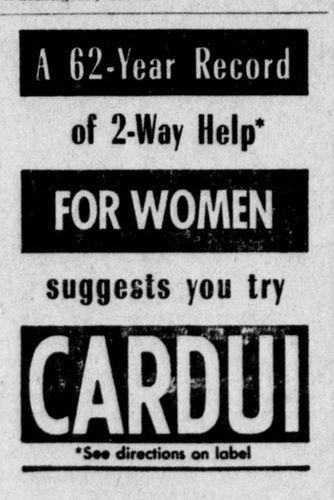 A 62-Year Record
of 2-Way Help*
FOR WOMEN
suggests you try
CARDUI
*See directions on label